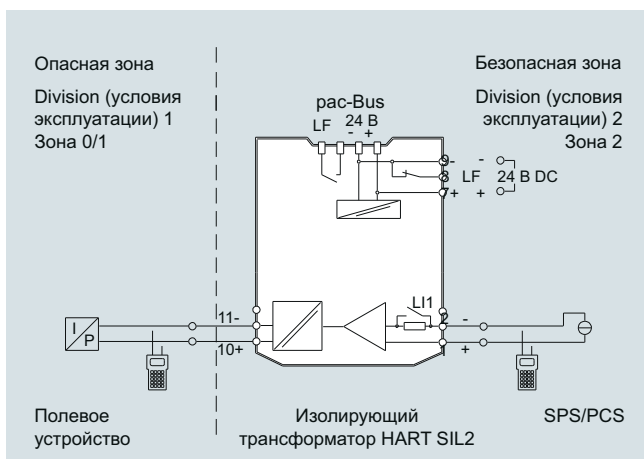 Опасная зона
Division (условия
эксплуатации) 1
Зона 0/1
Безопасная зона
Division (условия
эксплуатации) 2
Зона 2
pac-Bus
LF 24 В
- +
9- -
8 LF 24 В DC
7+ +
LI1
I
P
11-
10+
2 -
1 +
Полевое
устройство
Изолирующий
трансформатор HART SIL2
SPS/PCS